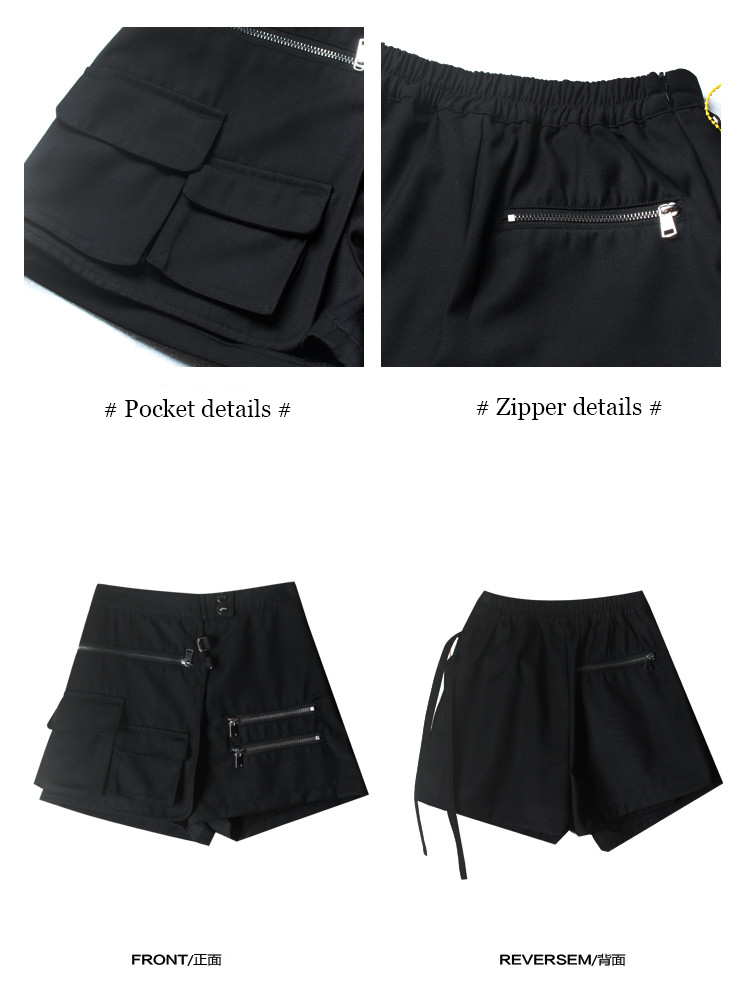 # Pocket details #
# Zipper details #
FRONT/正面
REVERSEM/背面